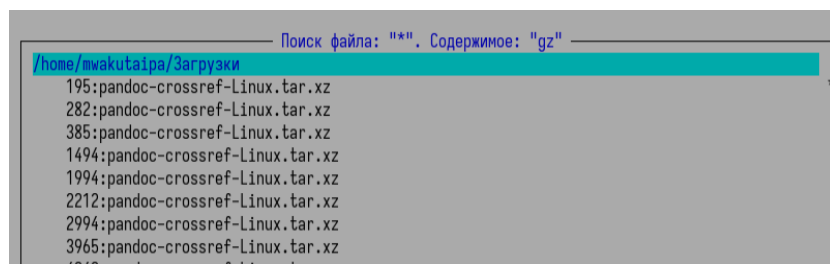 Поиск файла: "*". Содержимое: "gz"
/home/mwakutaipa/Загрузки
195:pandoc-crossref-Linux.tar.xz
282:pandoc-crossref-Linux.tar.xz
385:pandoc-crossref-Linux.tar.xz
1494:pandoc-crossref-Linux.tar.xz
1994:pandoc-crossref-Linux.tar.xz
2212:pandoc-crossref-Linux.tar.xz
2994:pandoc-crossref-Linux.tar.xz
3965:pandoc-crossref-Linux.tar.xz